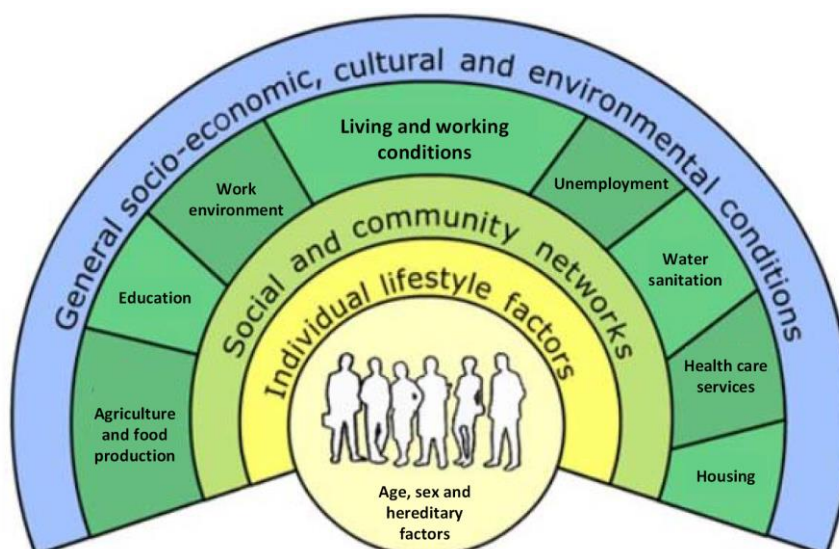 General socio-economic, cultural and environmental conditions
Living and working
conditions
Work
environment
Unemployment
Education
Water
sanitation
Agriculture
and food
production
Health care
services
Housing
Social and community networks
Individual lifestyle factors
Age, sex and
hereditary
factors